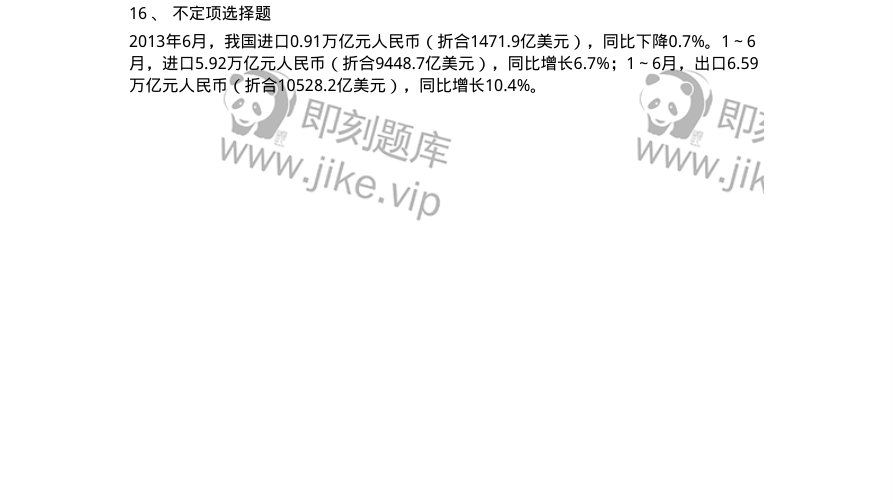 16 、 不定项选择题
2013年6月，我国进口0.91万亿元人民币（折合1471.9亿美元），同比下降0.7%。1～6
月，进口5.92万亿元人民币（折合9448.7亿美元），同比增长6.7%；1～6月，出口6.59
万亿元人民币（折合10528.2亿美元），同比增长10.4%。
即刻题库
www.jike.vip
即刻
www.jik